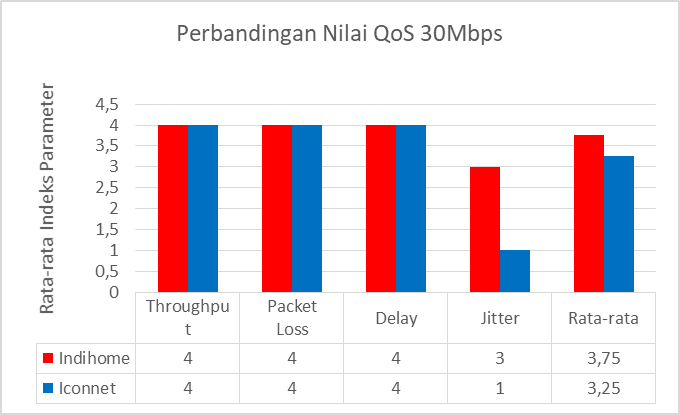 Perbandingan Nilai QoS 30Mbps
Rata-rata Indeks Parameter
4,5
4
3,5
3
2,5
2
1,5
1
0,5
0
Throughpu
t
Packet
Loss
Delay
Jitter
Rata-rata
Indihome 4 4 4 3 3,75
Iconnet 4 4 4 1 3,25